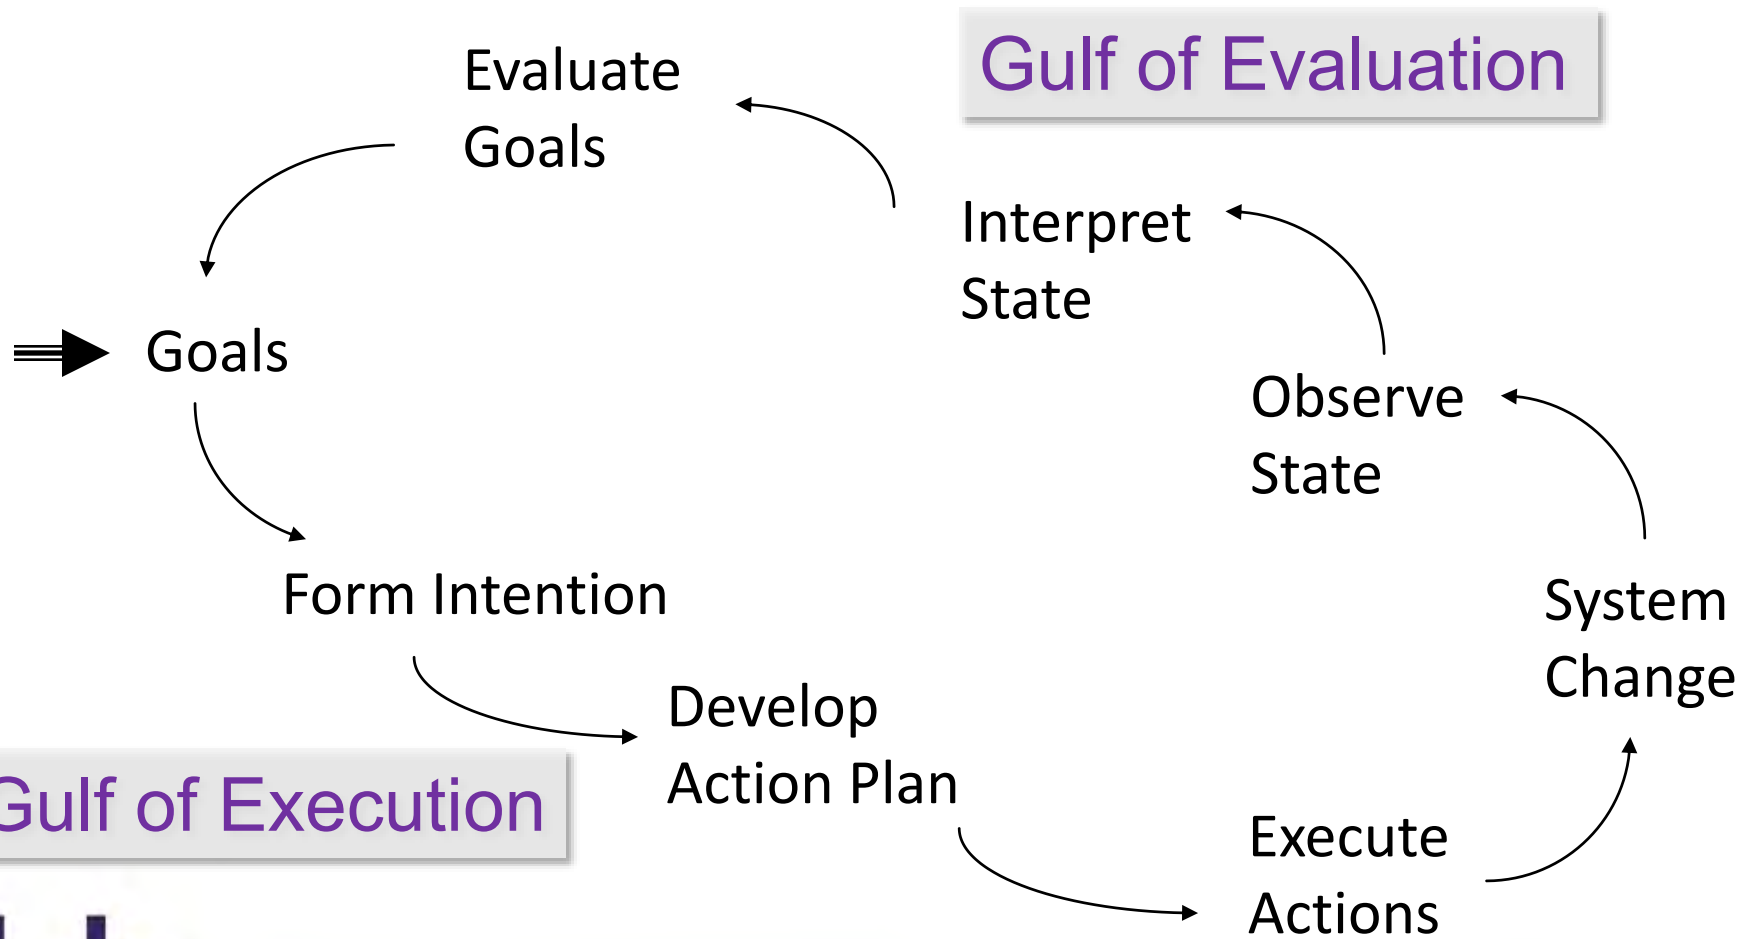 Gulf of Evaluation
Evaluate
Goals
Interpret
State
Goals
Observe
State
Form Intention
System
Change
Develop
Action Plan
Gulf of Execution
Execute
Actions